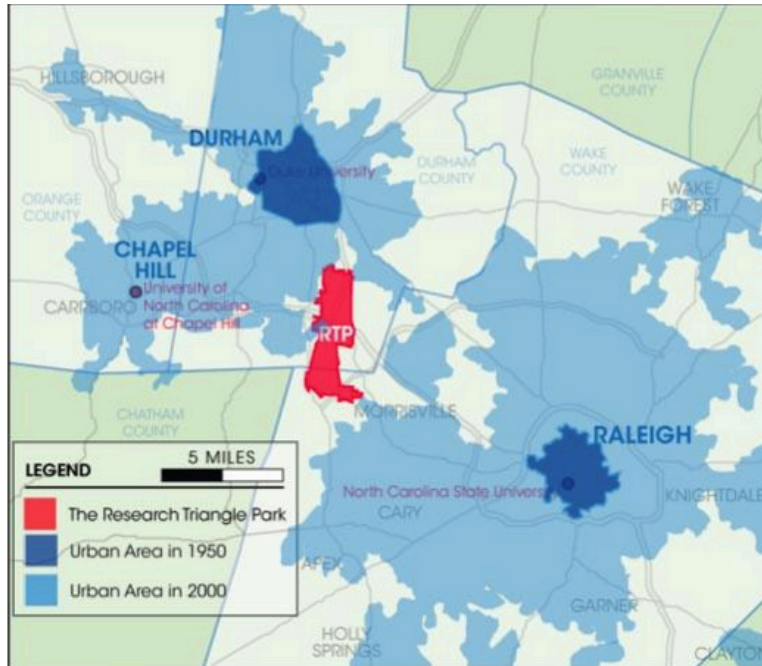 HILLSBOROUGH
GRANVILLE
COUNTY
DURHAM
Duke University
DURHAM
COUNTY
WAKE
COUNTY
WAKE
FOREST
ORANGE
COUNTY
CHAPEL
HILL
University of
North Carolina
at Chapel Hill
CARRBORO
RTP
CHATHAM
COUNTY
MORRISVILLE
RALEIGH
North Carolina State University
KNIGHTDALE
CARY
APEX
GARNER
HOLLY
SPRINGS
CLAYTON
LEGEND
5 MILES
The Research Triangle Park
Urban Area in 1950
Urban Area in 2000